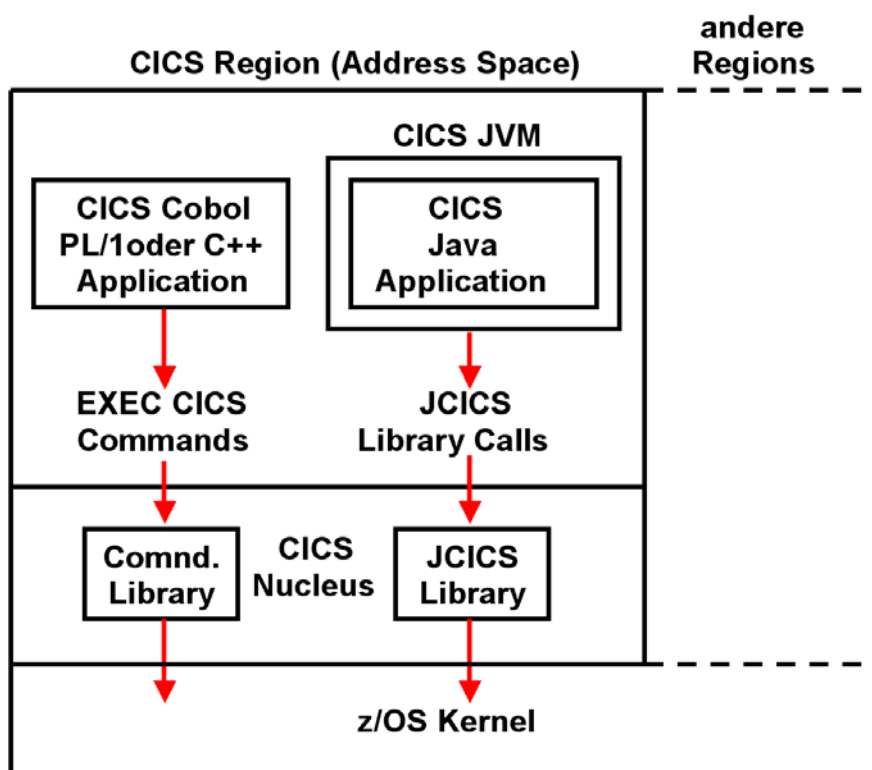 andere
Regions
CICS Region (Address Space)
CICS JVM
CICS Cobol
PL/1oder C++
Application
CICS
Java
Application
EXEC CICS
Commands
JCICS
Library Calls
Comnd.
Library
CICS
Nucleus
JCICS
Library
z/OS Kernel